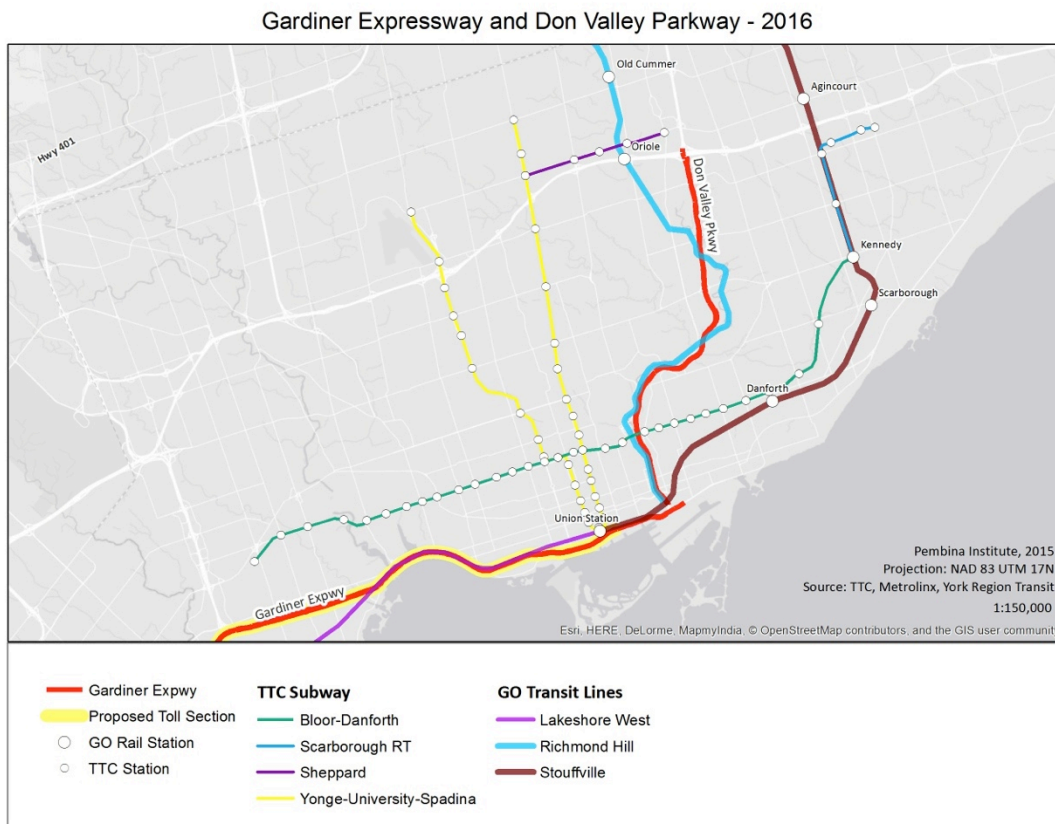 Gardiner Expressway and Don Valley Parkway - 2016
Old Cummer
Agincourt
Hwy 401
Oriole
Don Valley Pkwy
Kennedy
Scarborough
Danforth
Union Station
Gardiner Expwy
Pembina Institute, 2015
Projection: NAD 83 UTM 17N
Source: TTC, Metrolinx, York Region Transit
1:150,000
Esri, HERE, DeLorme, MapmyIndia, © OpenStreetMap contributors, and the GIS user community
Gardiner Expwy
Proposed Toll Section
GO Rail Station
TTC Station
TTC Subway
Bloor-Danforth
Scarborough RT
Sheppard
Yonge-University-Spadina
GO Transit Lines
Lakeshore West
Richmond Hill
Stouffville